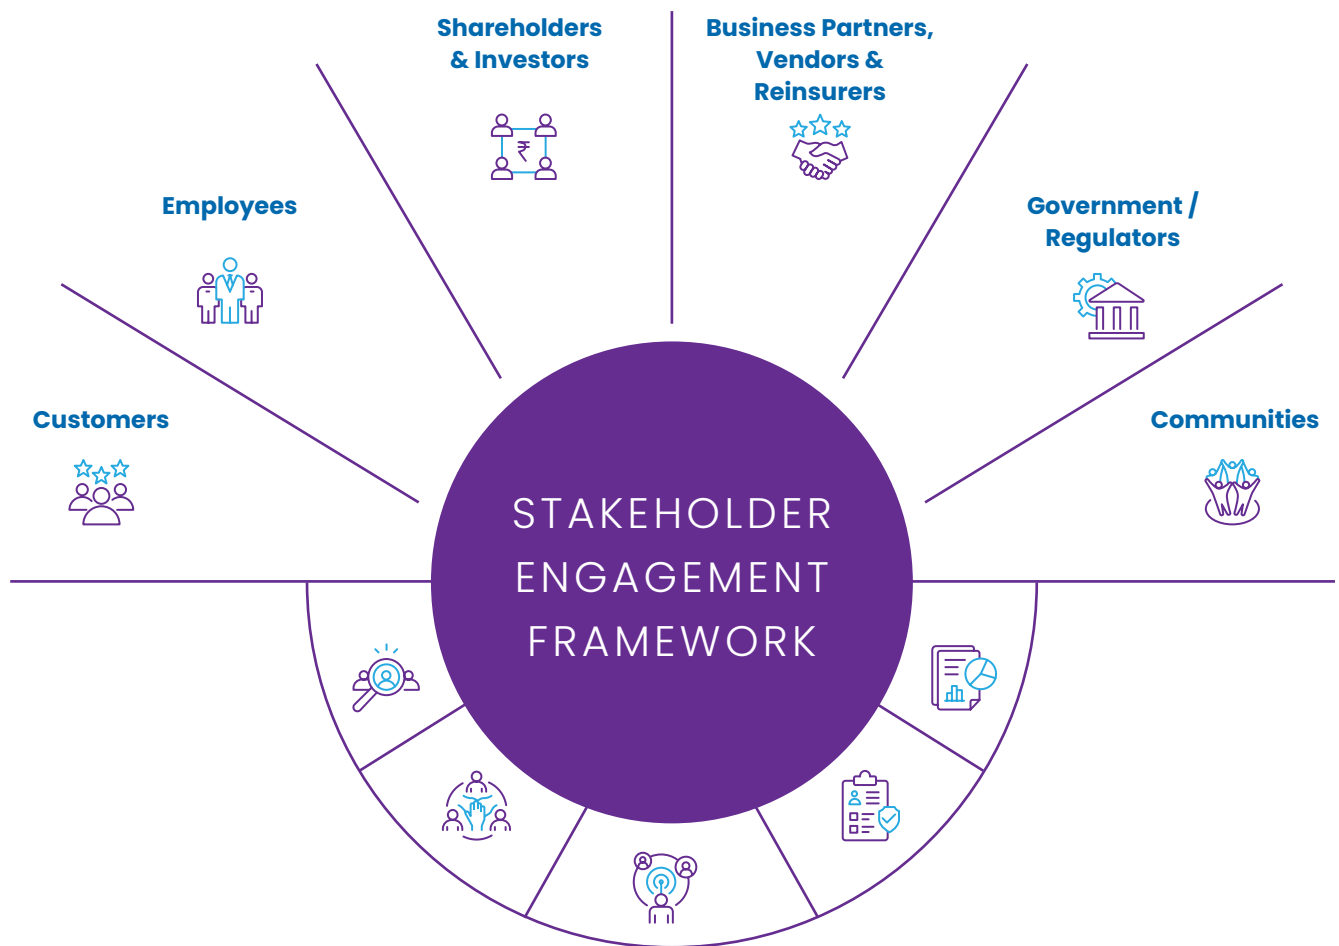 Shareholders
& Investors
Business Partners,
Vendors &
Reinsurers
Employees
Government /
Regulators
Customers
Communities
₹
STAKEHOLDER
ENGAGEMENT
FRAMEWORK